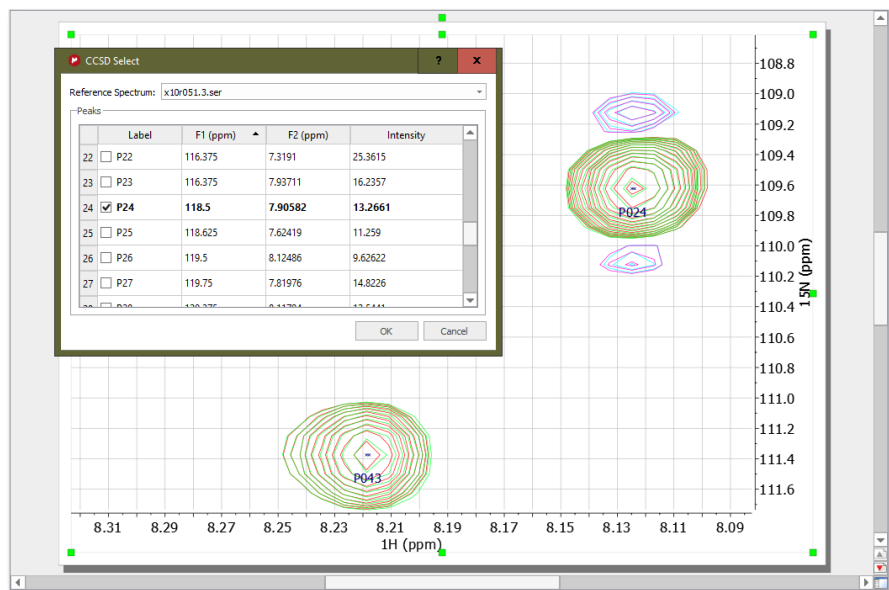 CCSD Select ? X
Reference Spectrum: x10r051.3.ser
Peaks
Label F1 (ppm) F2 (ppm) Intensity
22 P22 116.375 7.3191 25.3615
23 P23 116.375 7.93711 16.2357
24 P24 118.5 7.90582 13.2661
25 P25 118.625 7.62419 11.259
26 P26 119.5 8.12486 9.62622
27 P27 119.75 7.81976 14.8226
OK Cancel
P024
P043
108.8
109.0
109.2
109.4
109.6
109.8
110.0
110.2
110.4
110.6
110.8
111.0
111.2
111.4
111.6
15N (ppm)
8.31 8.29 8.27 8.25 8.23 8.21 8.19 8.17 8.15 8.13 8.11 8.09
1H (ppm)